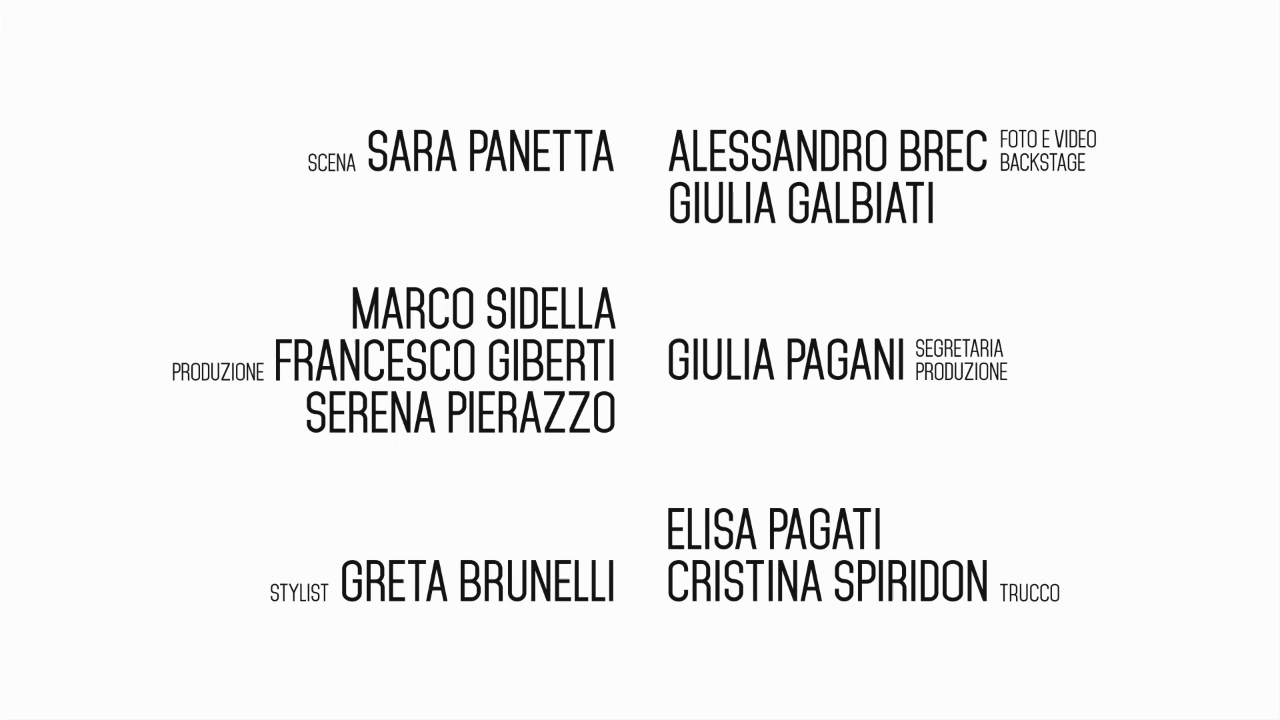 SCENA SARA PANETTA
ALESSANDRO BREC FOTO E VIDEO BACKSTAGE
GIULIA GALBIATI
MARCO SIDELLA
PRODUZIONE FRANCESCO GIBERTI
SERENA PIERAZZO
GIULIA PAGANI SEGRETARIA PRODUZIONE
STYLIST GRETA BRUNELLI
ELISA PAGATI
CRISTINA SPIRIDON TRUCCO